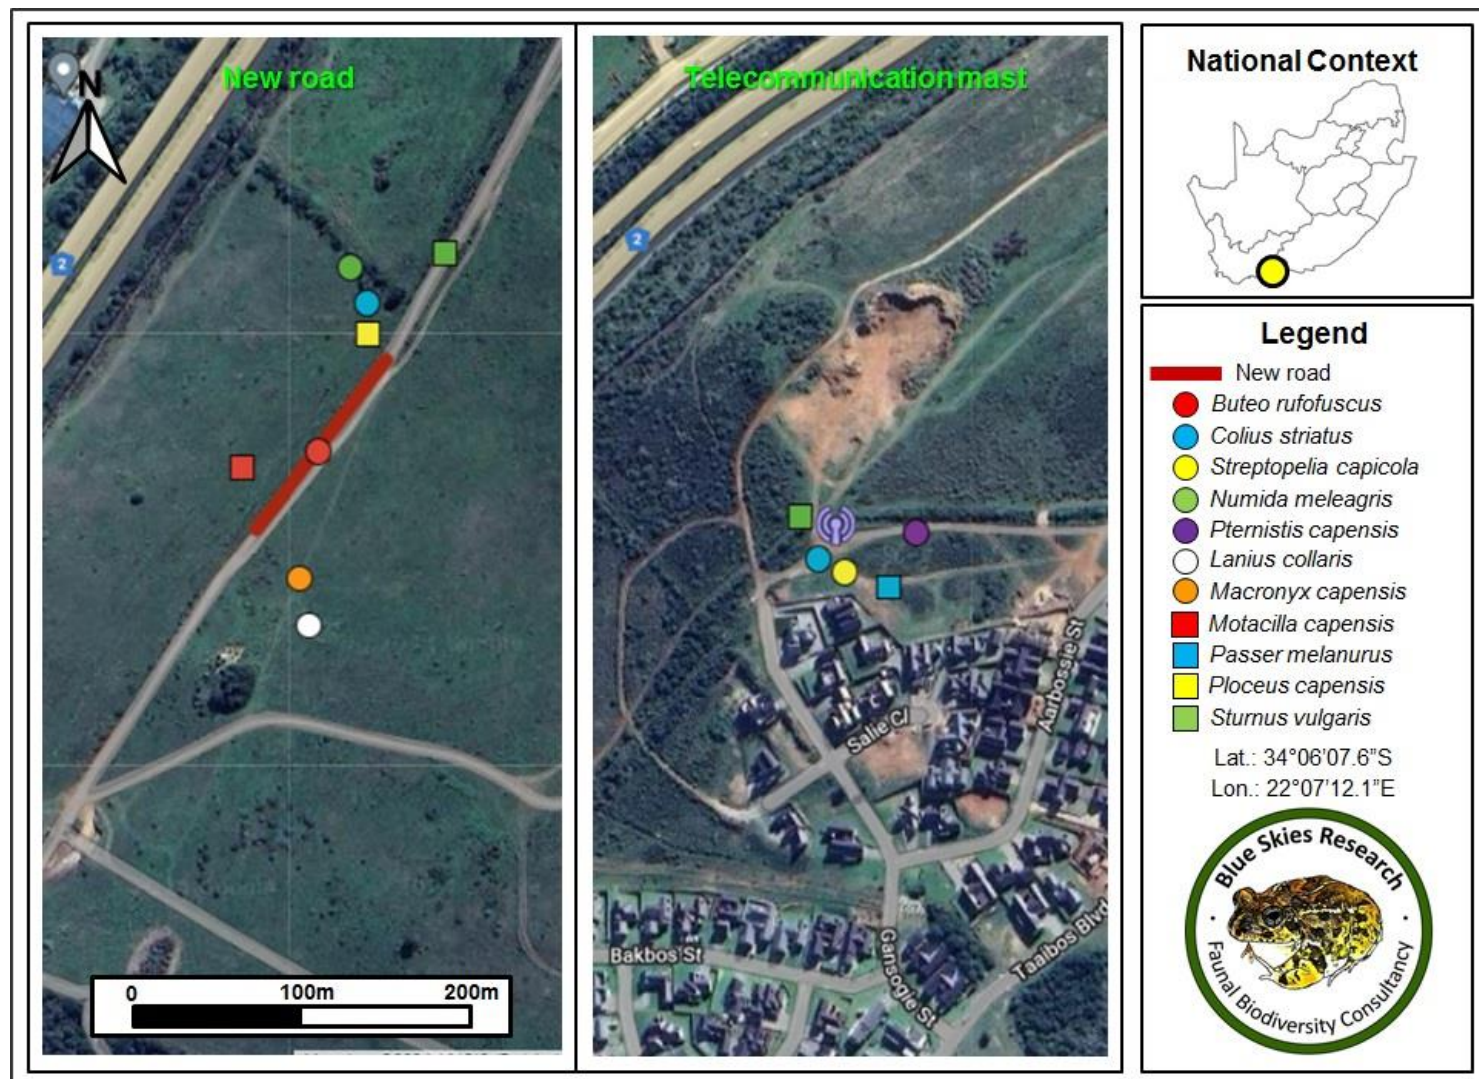 New road
N
2
0 100m 200m
Telecommunication mast
2
Salie Cl
Aarbossie St
Bakbos St
Gansogie St
Taaibos Blvd
National Context
Legend
New road
Buteo rufofuscus
Colius striatus
Streptopelia capicola
Numida meleagris
Pternistis capensis
Lanius collaris
Macronyx capensis
Motacilla capensis
Passer melanurus
Ploceus capensis
Sturnus vulgaris
Lat.: 34°06’07.6”S
Lon.: 22°07’12.1”E
Blue Skies Research
Faunal Biodiversity Consultancy